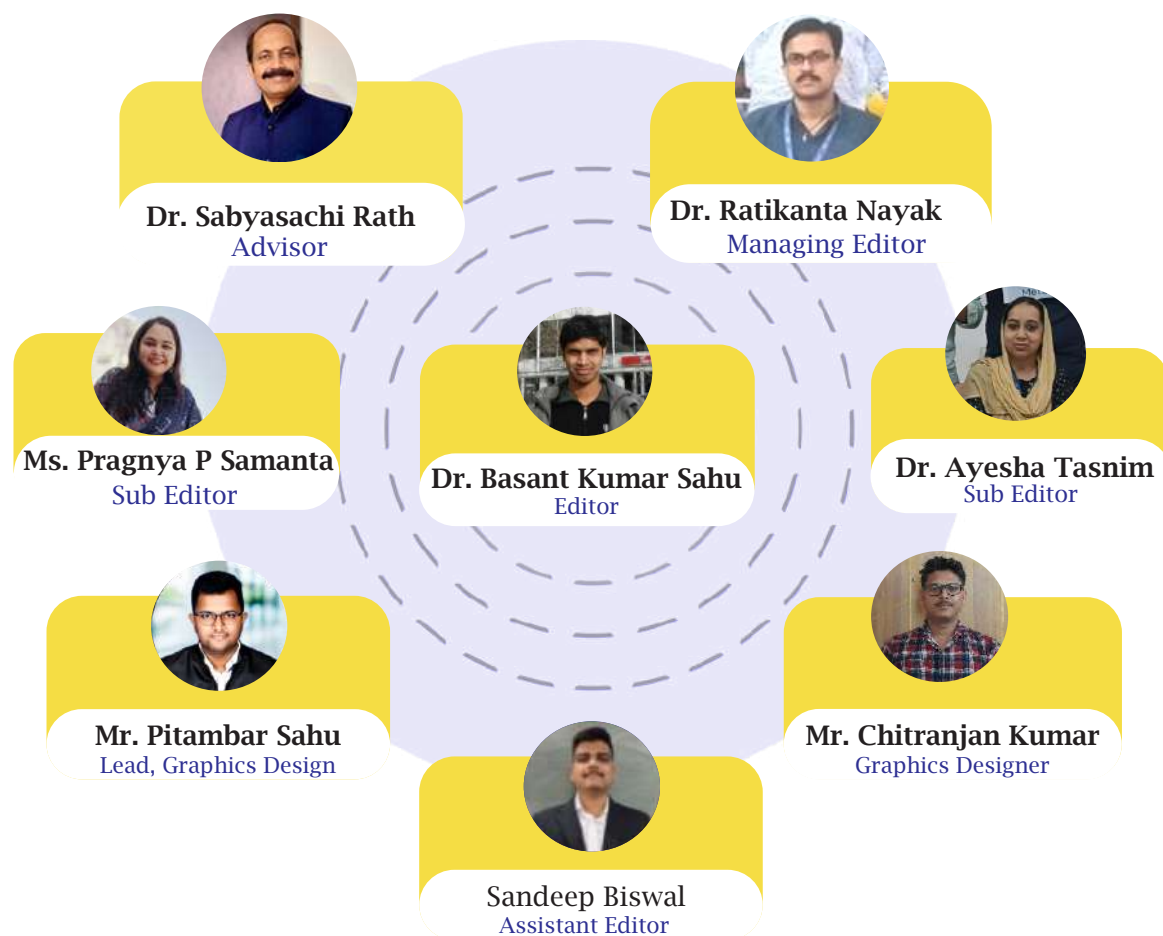 Dr. Sabyasachi Rath
Advisor
Dr. Ratikanta Nayak
Managing Editor
Ms. Pragnya P Samanta
Sub Editor
Dr. Basant Kumar Sahu
Editor
Dr. Ayesha Tasnim
Sub Editor
Mr. Pitambar Sahu
Lead, Graphics Design
Mr. Chitranjan Kumar
Graphics Designer
Sandeep Biswal
Assistant Editor